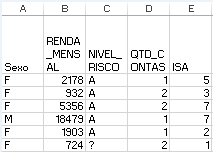 A B C D E
Sexo RENDA_MENSAL NIVEL_RISCO QTD_CONTAS ISA
F 2178 A 1 5
F 932 A 2 3
F 5356 A 2 7
M 18479 A 1 7
F 1903 A 1 2
F 724 ? 2 1